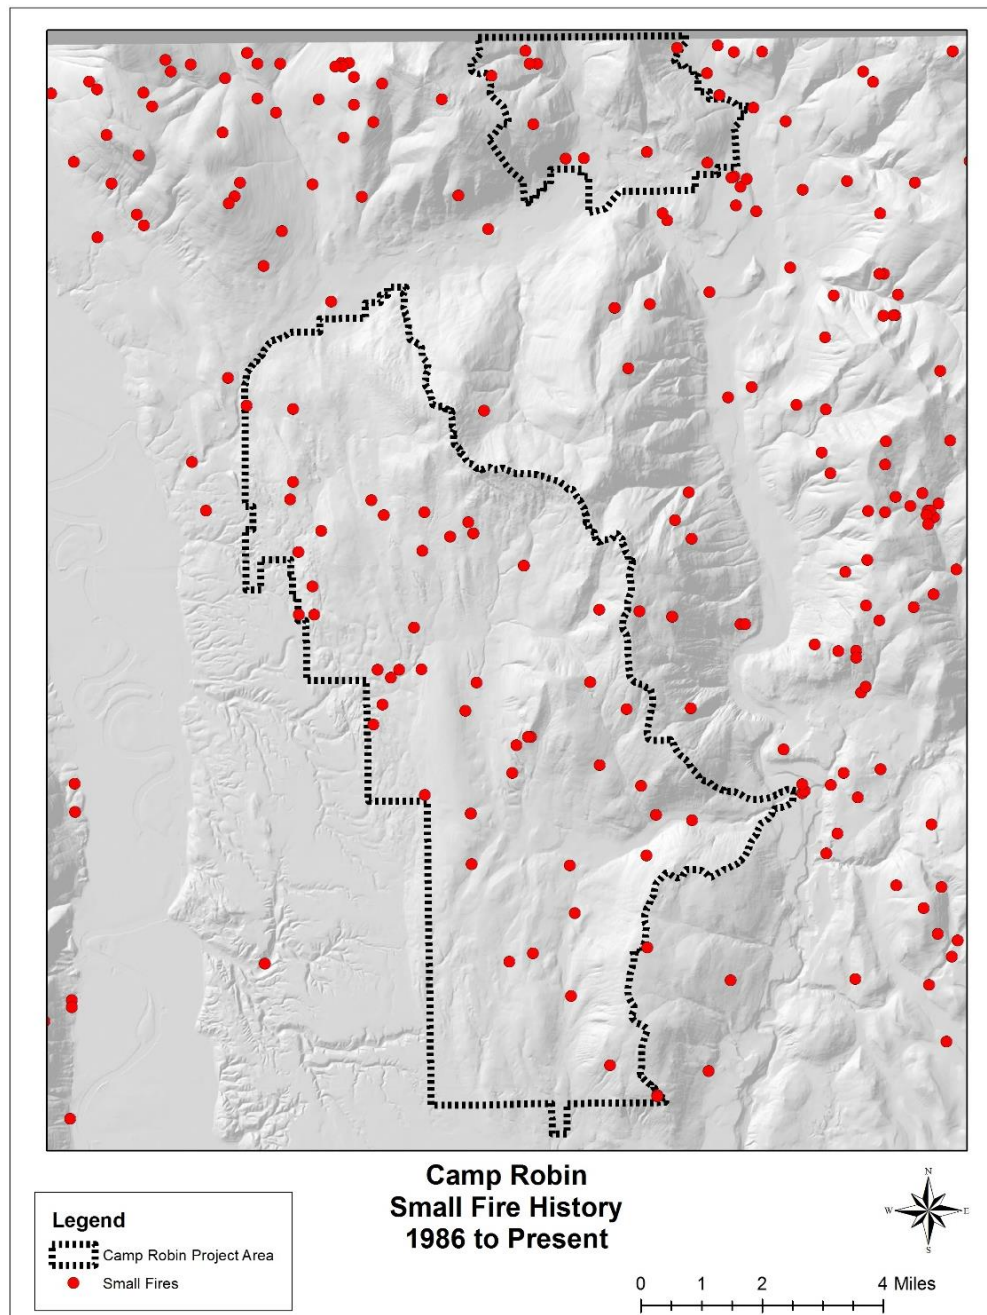 Camp Robin
Small Fire History
1986 to Present
Legend
Camp Robin Project Area
Small Fires
N
W E
S
0 1 2 4 Miles